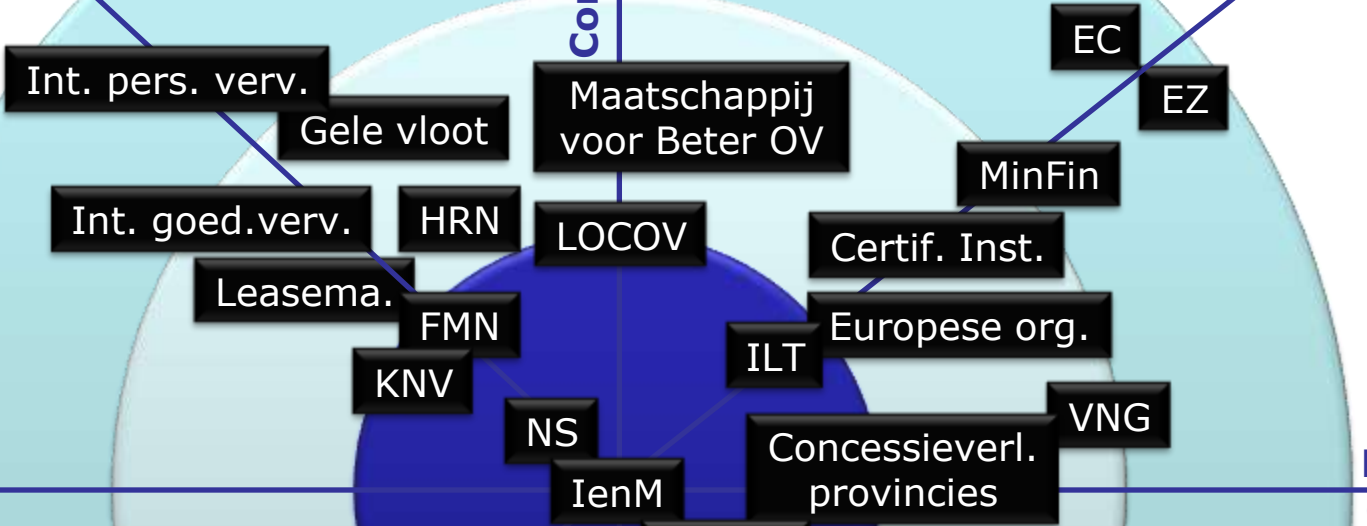 Co
EC
Int. pers. verv.
EZ
Gele vloot
Maatschappij
voor Beter OV
MinFin
Int. goed.verv.
HRN
LOCOV
Certif. Inst.
Leasema.
FMN
Europese org.
ILT
KNV
VNG
NS
Concessieverl.
provincies
IenM